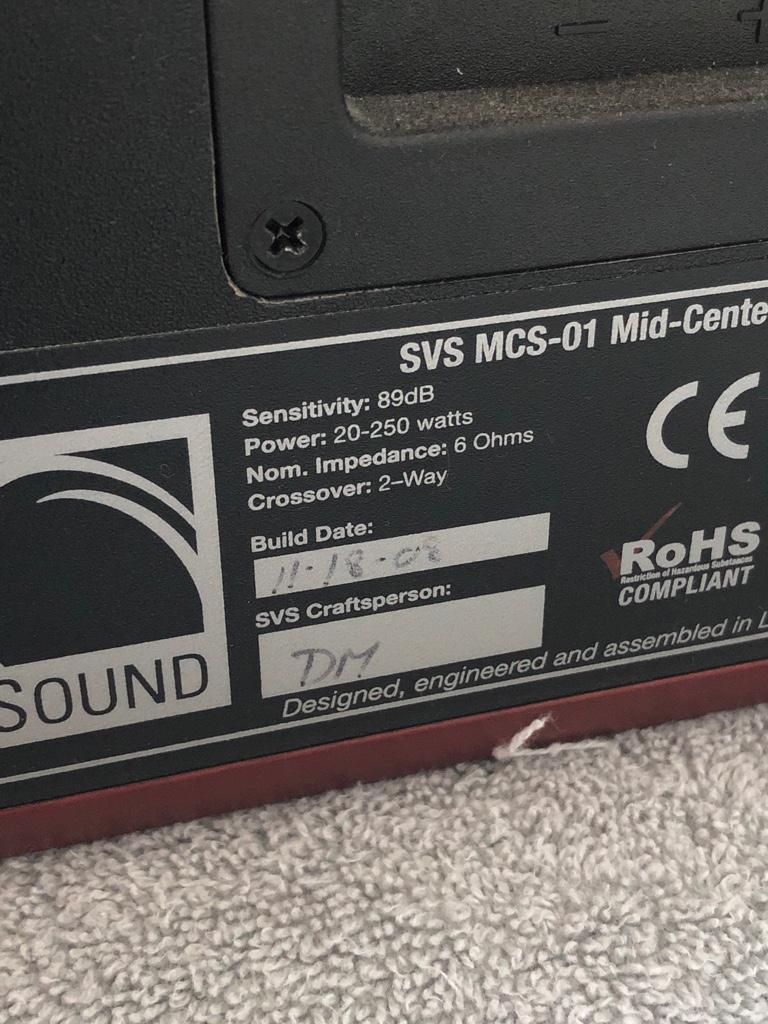 SVS MCS-01 Mid-Cente
Sensitivity: 89dB
Power: 20-250 watts
Nom. Impedance: 6 Ohms
Crossover: 2–Way
CE
Build Date:
11-18-08
RoHS
Restriction of Hazardous Substances
COMPLIANT
SVS Craftsperson:
DM
SOUND
Designed, engineered and assembled in L